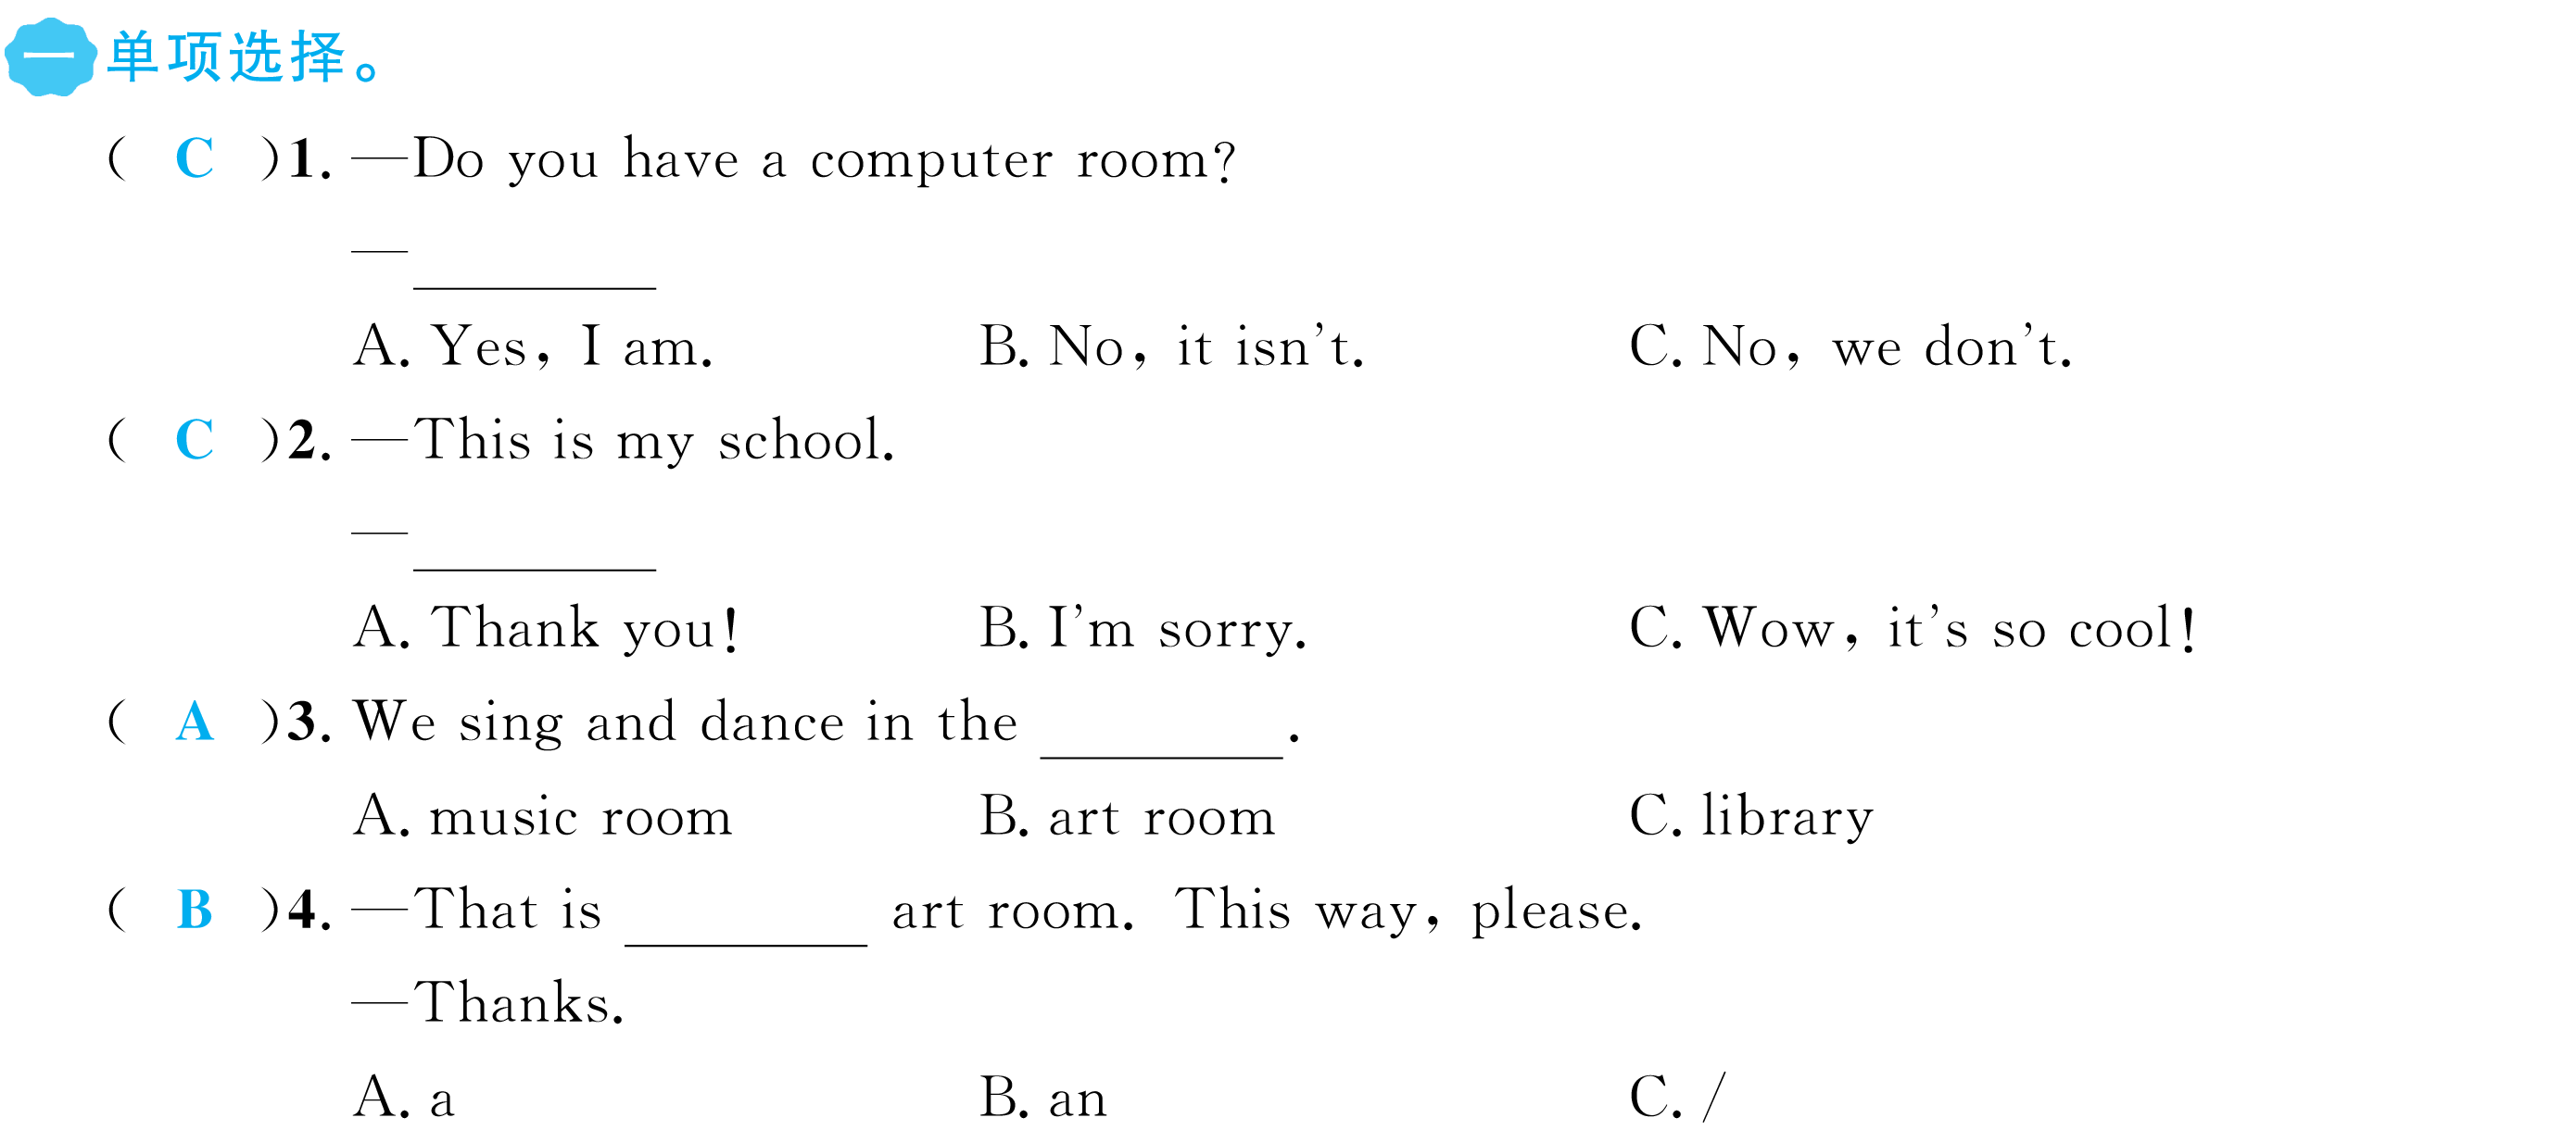 一 单项选择。
( C )1. —Do you have a computer room?
—________
A. Yes, I am. B. No, it isn't. C. No, we don't.
( C )2. —This is my school.
—________
A. Thank you! B. I'm sorry. C. Wow, it's so cool!
( A )3. We sing and dance in the ________.
A. music room B. art room C. library
( B )4. —That is ________ art room. This way, please.
—Thanks.
A. a B. an C. /